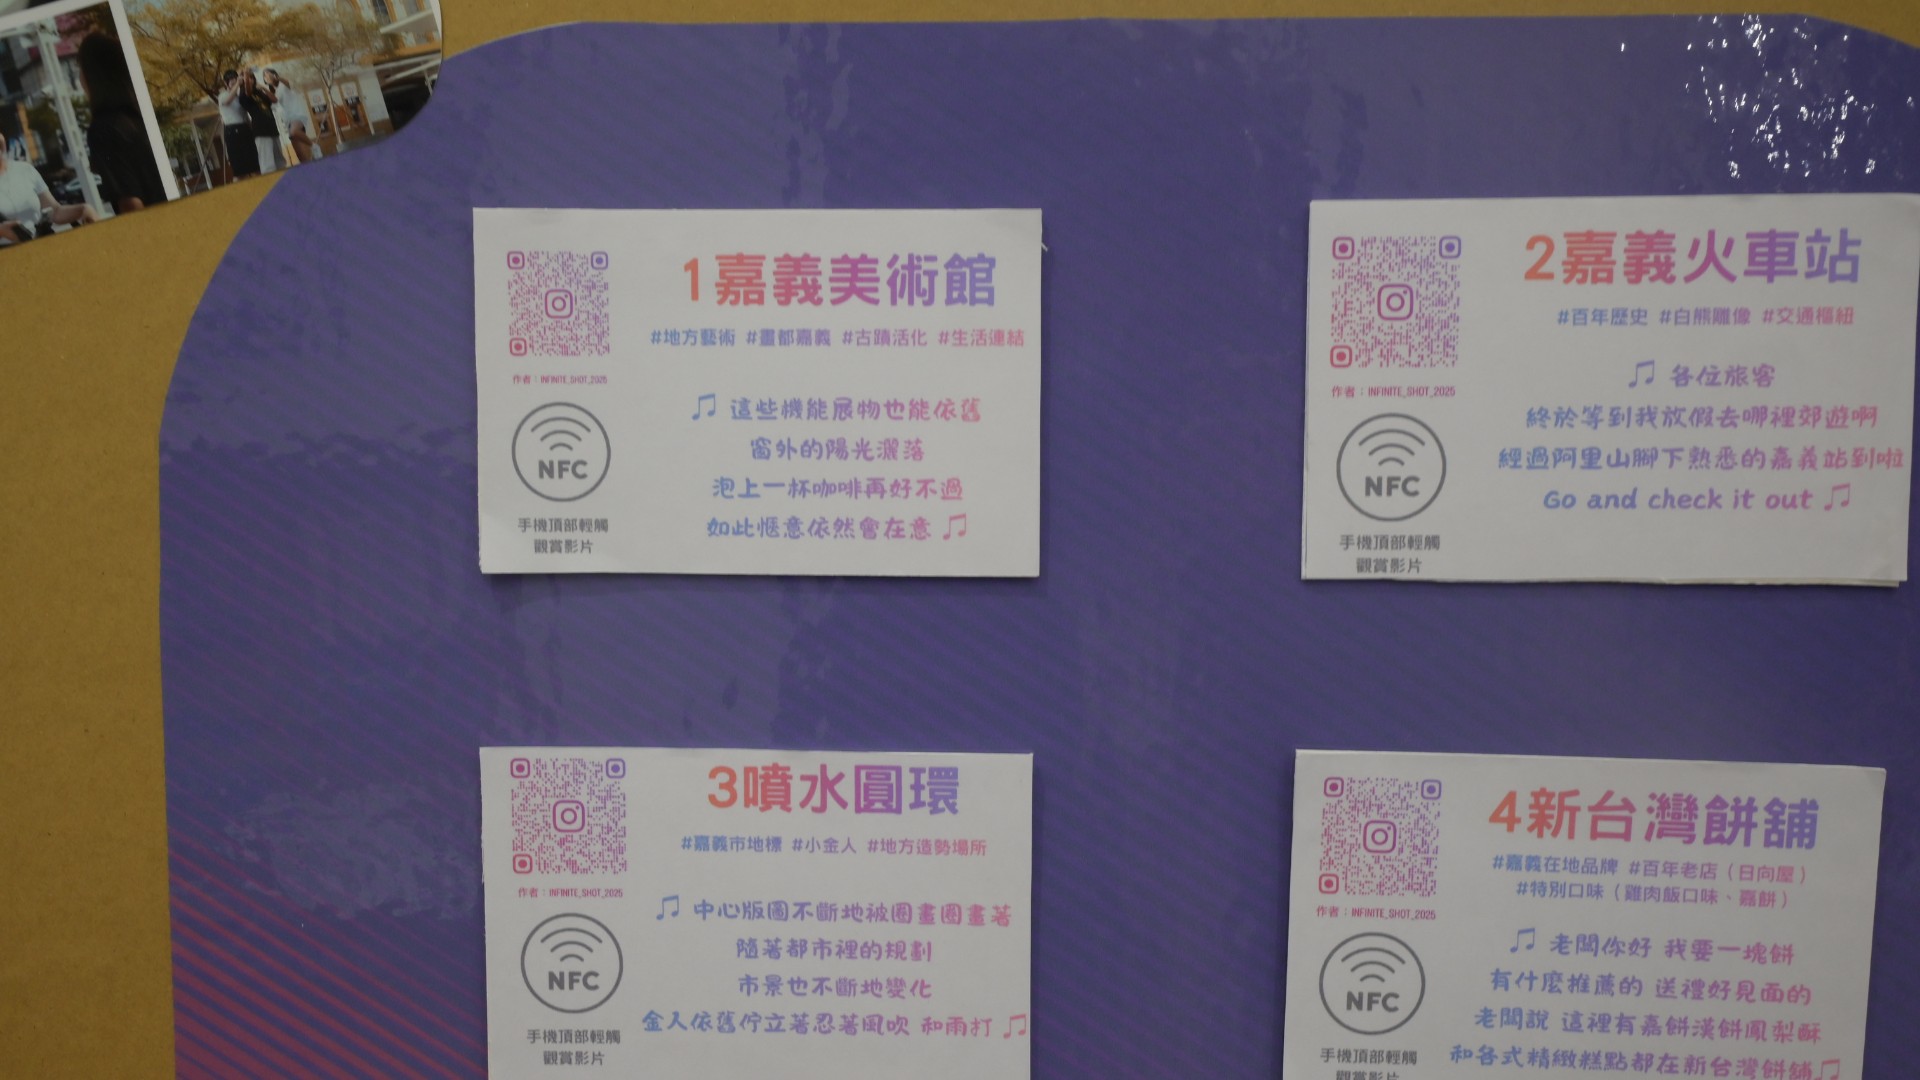 1嘉義美術館
#地方藝術 #畫都嘉義 #古蹟活化 #生活連結
作者：INFINITE_SHOT_2025
♫ 這些機能展物也能依舊
窗外的陽光灑落
泡上一杯咖啡再好不過
如此愜意依然會在意 ♫
NFC
手機頂部輕觸
觀賞影片
2嘉義火車站
#百年歷史 #白熊雕像 #交通樞紐
作者：INFINITE_SHOT_2025
♫ 各位旅客
終於等到我放假去哪裡郊遊啊
經過阿里山腳下熟悉的嘉義站到啦
Go and check it out ♫
NFC
手機頂部輕觸
觀賞影片
3噴水圓環
#嘉義市地標 #小金人 #地方造勢場所
作者：INFINITE_SHOT_2025
♫ 中心版圖不斷地被圈畫圈畫著
隨著都市裡的規劃
市景也不斷地變化
金人依舊佇立著忍著風吹 和雨打 ♫
NFC
手機頂部輕觸
觀賞影片
4新台灣餅舖
#嘉義在地品牌 #百年老店（日向屋）
#特別口味（雞肉飯口味、嘉餅）
作者：INFINITE_SHOT_2025
♫ 老闆你好 我要一塊餅
有什麼推薦的 送禮好見面的
老闆說 這裡有嘉餅漢餅鳳梨酥
和各式精緻糕點都在新台灣餅舖♫
NFC
手機頂部輕觸
觀賞影片